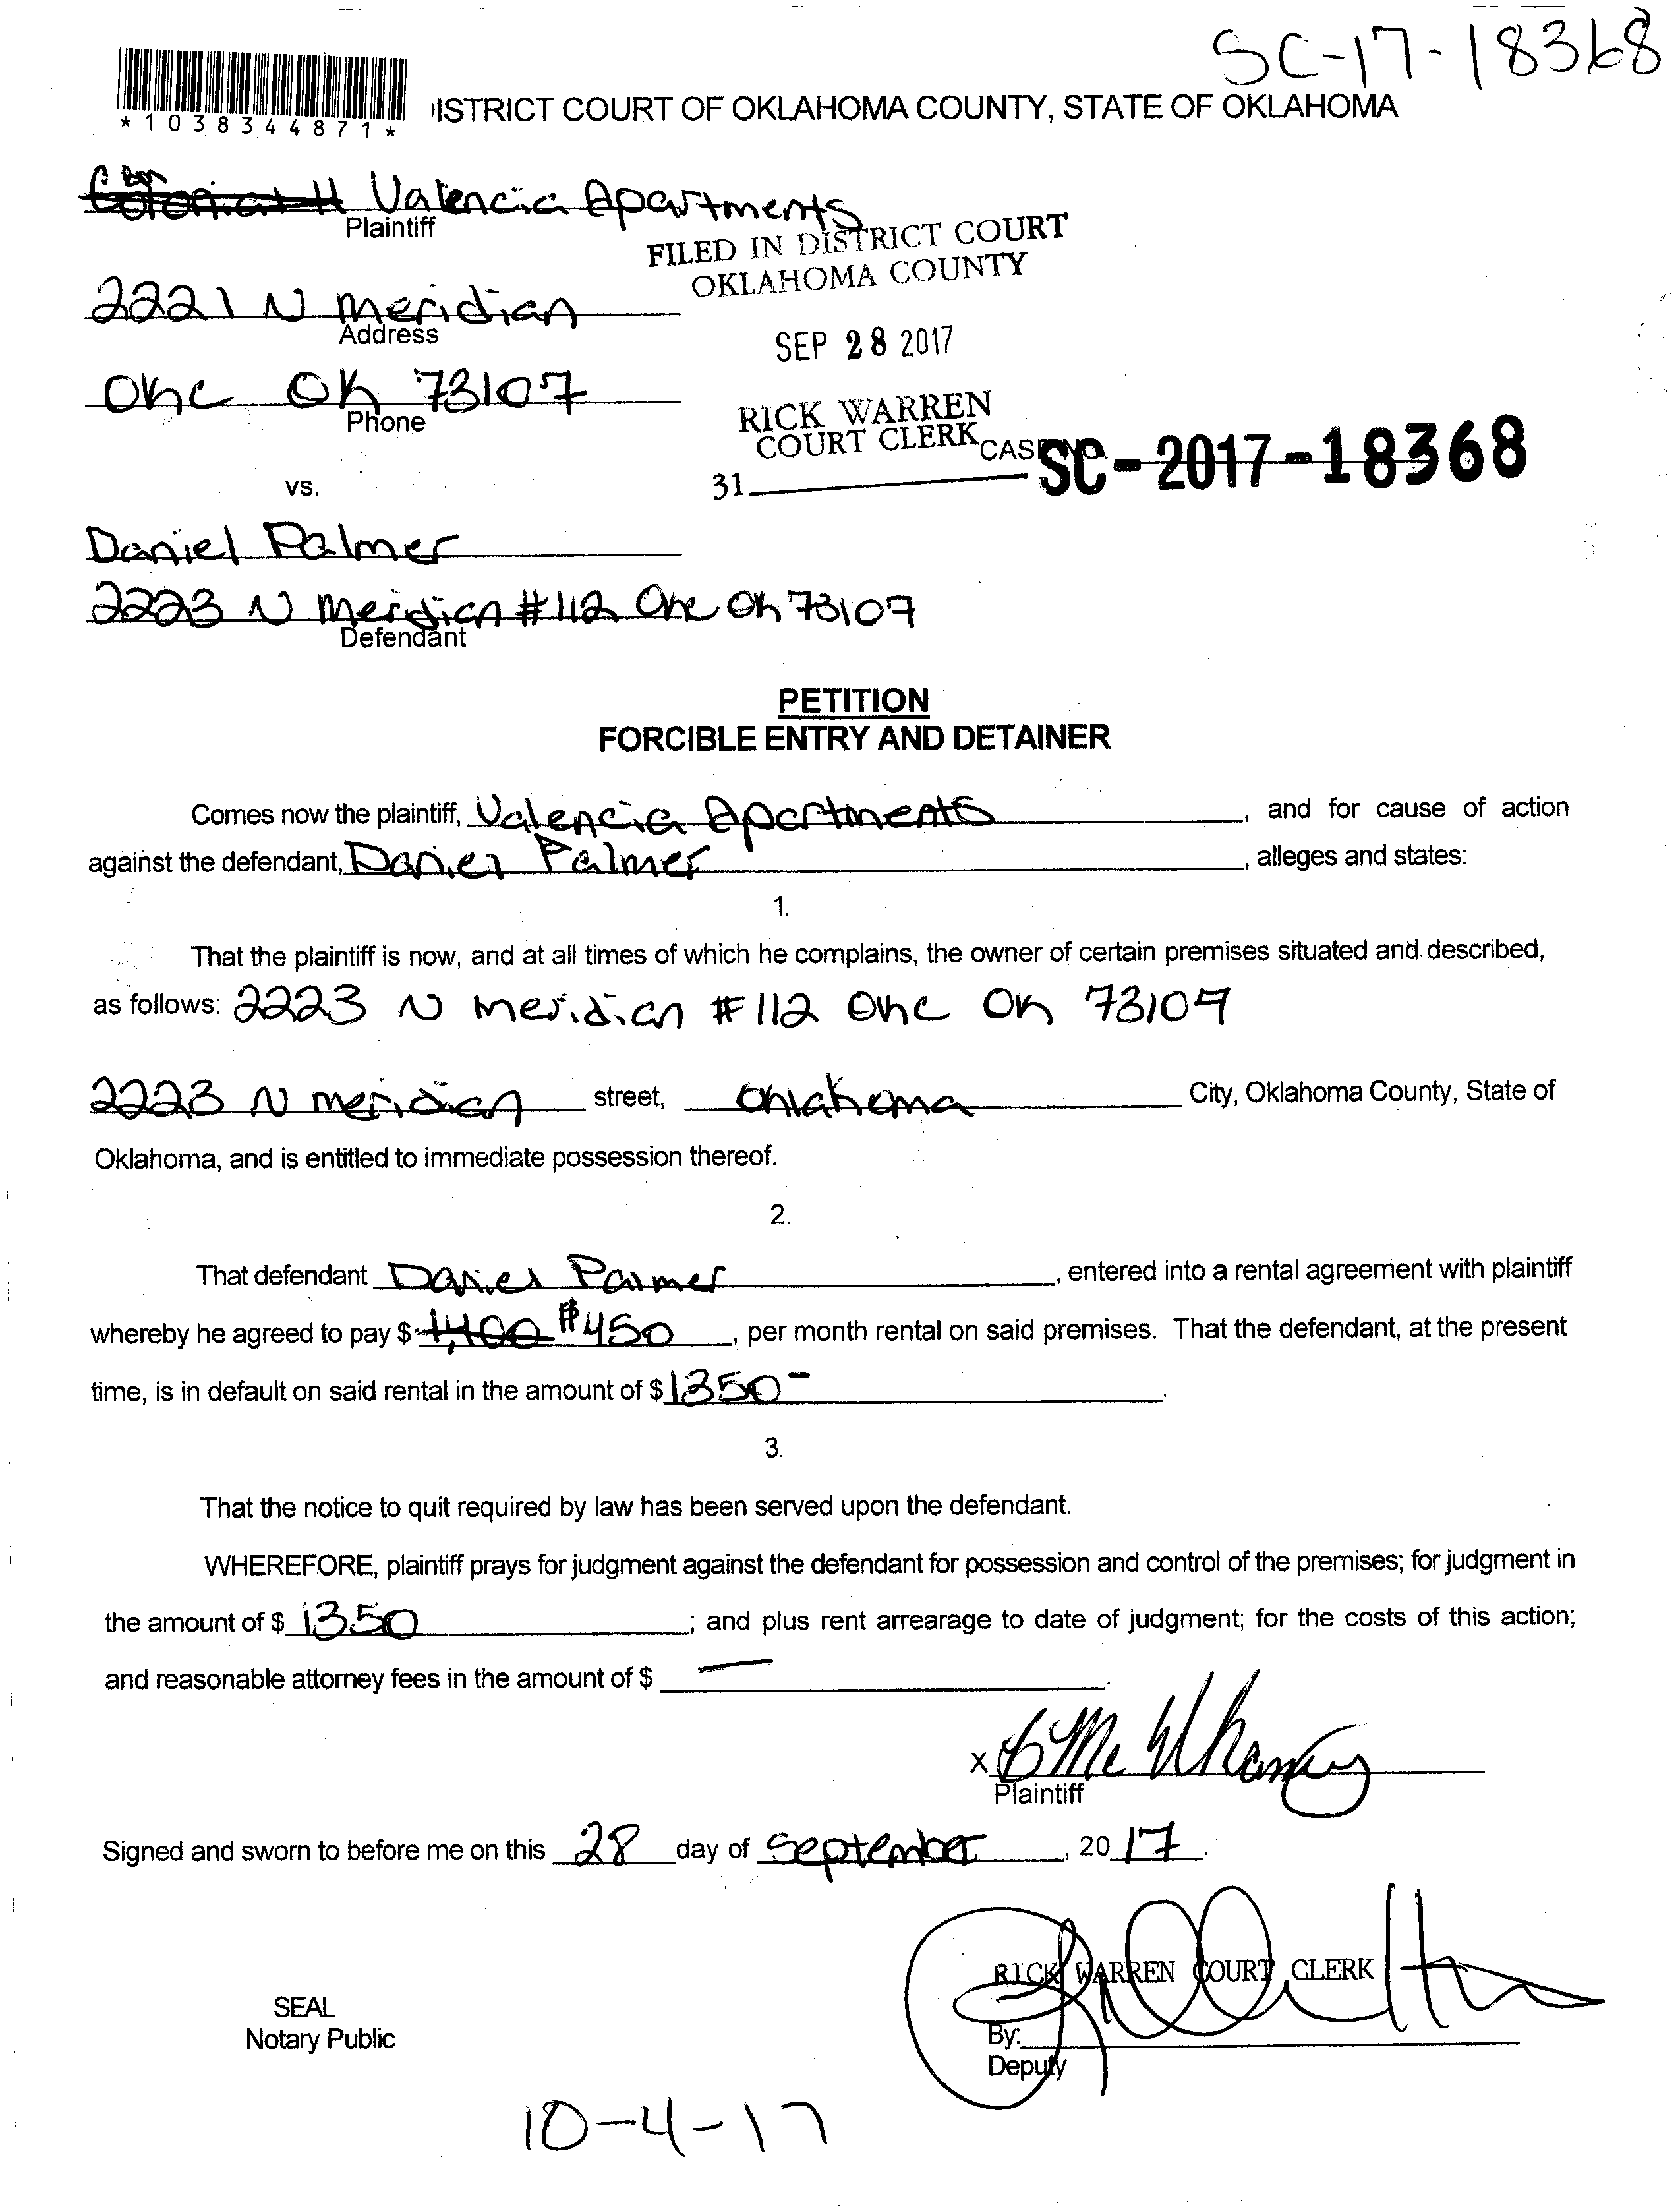 SC-17-18368
*1038344871*
ISTRICT COURT OF OKLAHOMA COUNTY, STATE OF OKLAHOMA
Valencia Apartments
Plaintiff
FILED IN DISTRICT COURT
OKLAHOMA COUNTY
2221 N Meridian
Address
SEP 28 2017
OKC OK 73107
Phone
RICK WARREN
COURT CLERK
CAS SC-2017-18368
31
vs.
Daniel Palmer
2223 N Meridian #112 OKC OK 73107
Defendant
PETITION
FORCIBLE ENTRY AND DETAINER
Comes now the plaintiff, Valencia Apartments, and for cause of action
against the defendant, Daniel Palmer, alleges and states:
1.
That the plaintiff is now, and at all times of which he complains, the owner of certain premises situated and described,
as follows: 2223 N Meridian #112 OKC OK 73107
2223 N Meridian street, Oklahoma City, Oklahoma County, State of
Oklahoma, and is entitled to immediate possession thereof.
2.
That defendant Daniel Palmer, entered into a rental agreement with plaintiff
whereby he agreed to pay $ 1,400 $450, per month rental on said premises. That the defendant, at the present
time, is in default on said rental in the amount of $ 1350-.
3.
That the notice to quit required by law has been served upon the defendant.
WHEREFORE, plaintiff prays for judgment against the defendant for possession and control of the premises; for judgment in
the amount of $ 1350; and plus rent arrearage to date of judgment; for the costs of this action;
and reasonable attorney fees in the amount of $ —.
x
Plaintiff
Signed and sworn to before me on this 28 day of September, 2017.
RICK WARREN COURT CLERK
SEAL
Notary Public
By:
Deputy
10-4-17